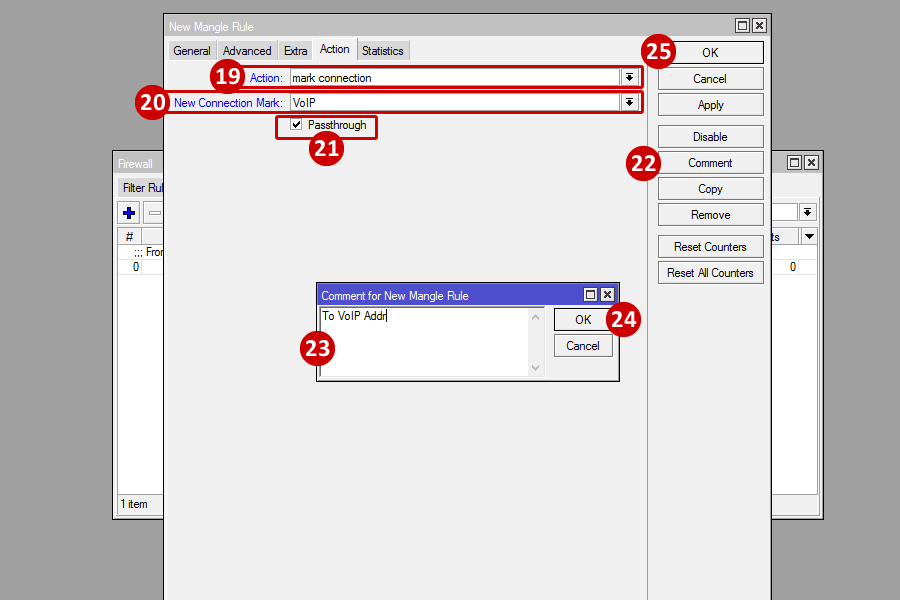 New Mangle Rule
General Advanced Extra Action Statistics
25 OK
19 Action: mark connection
Cancel
20 New Connection Mark: VoIP
Apply
Passthrough
21
Disable
Firewall
22 Comment
Filter Rul
Copy
Remove
#
ts
Reset Counters
;;; Fron
0
0
Reset All Counters
Comment for New Mangle Rule
To VoIP Addr
OK 24
23
Cancel
1 item